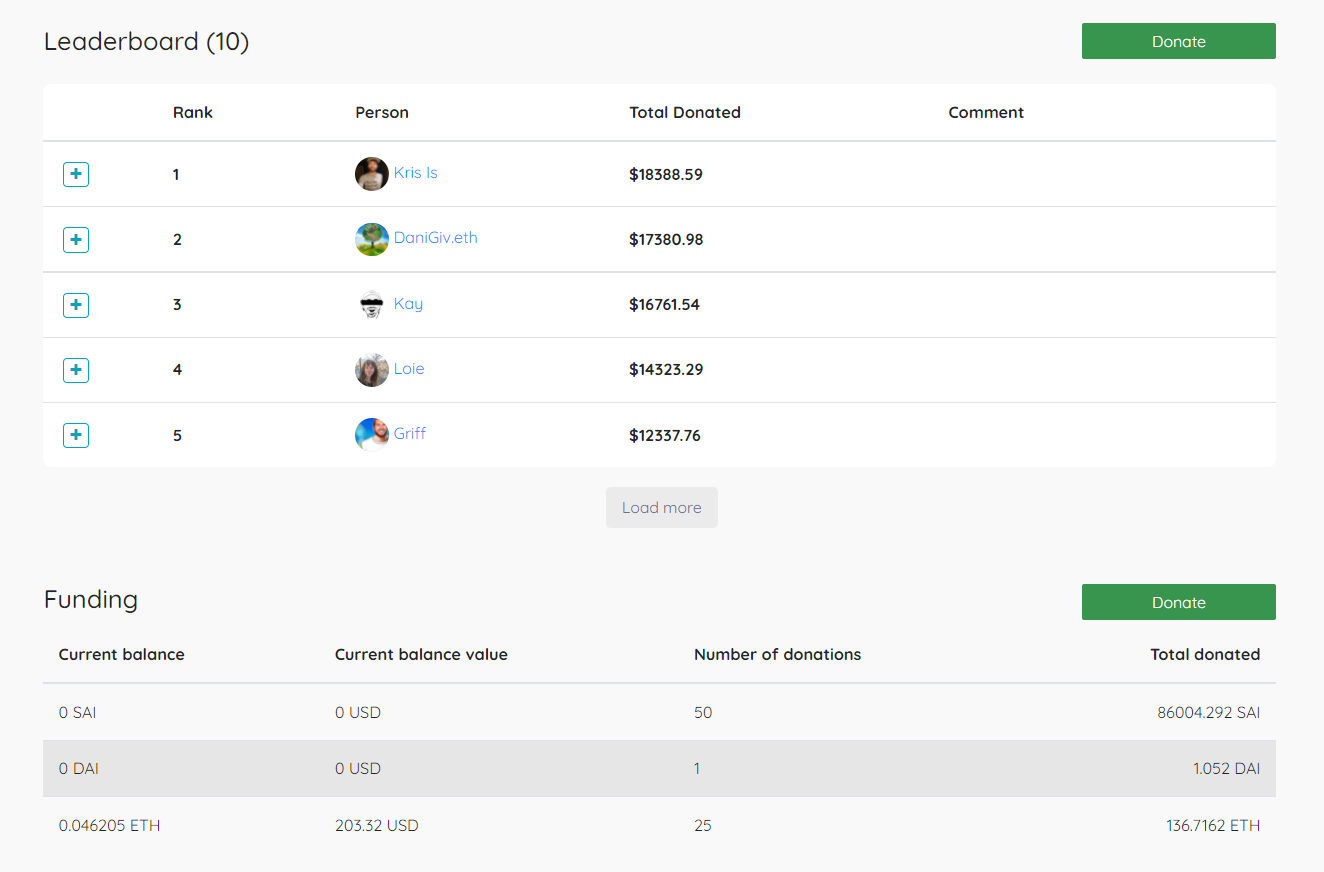 Leaderboard (10) Donate
Rank Person Total Donated Comment
1 Kris Is $18388.59
2 DaniGiv.eth $17380.98
3 Kay $16761.54
4 Loie $14323.29
5 Griff $12337.76
Load more
Funding Donate
Current balance Current balance value Number of donations Total donated
0 SAI 0 USD 50 86004.292 SAI
0 DAI 0 USD 1 1.052 DAI
0.046205 ETH 203.32 USD 25 136.7162 ETH